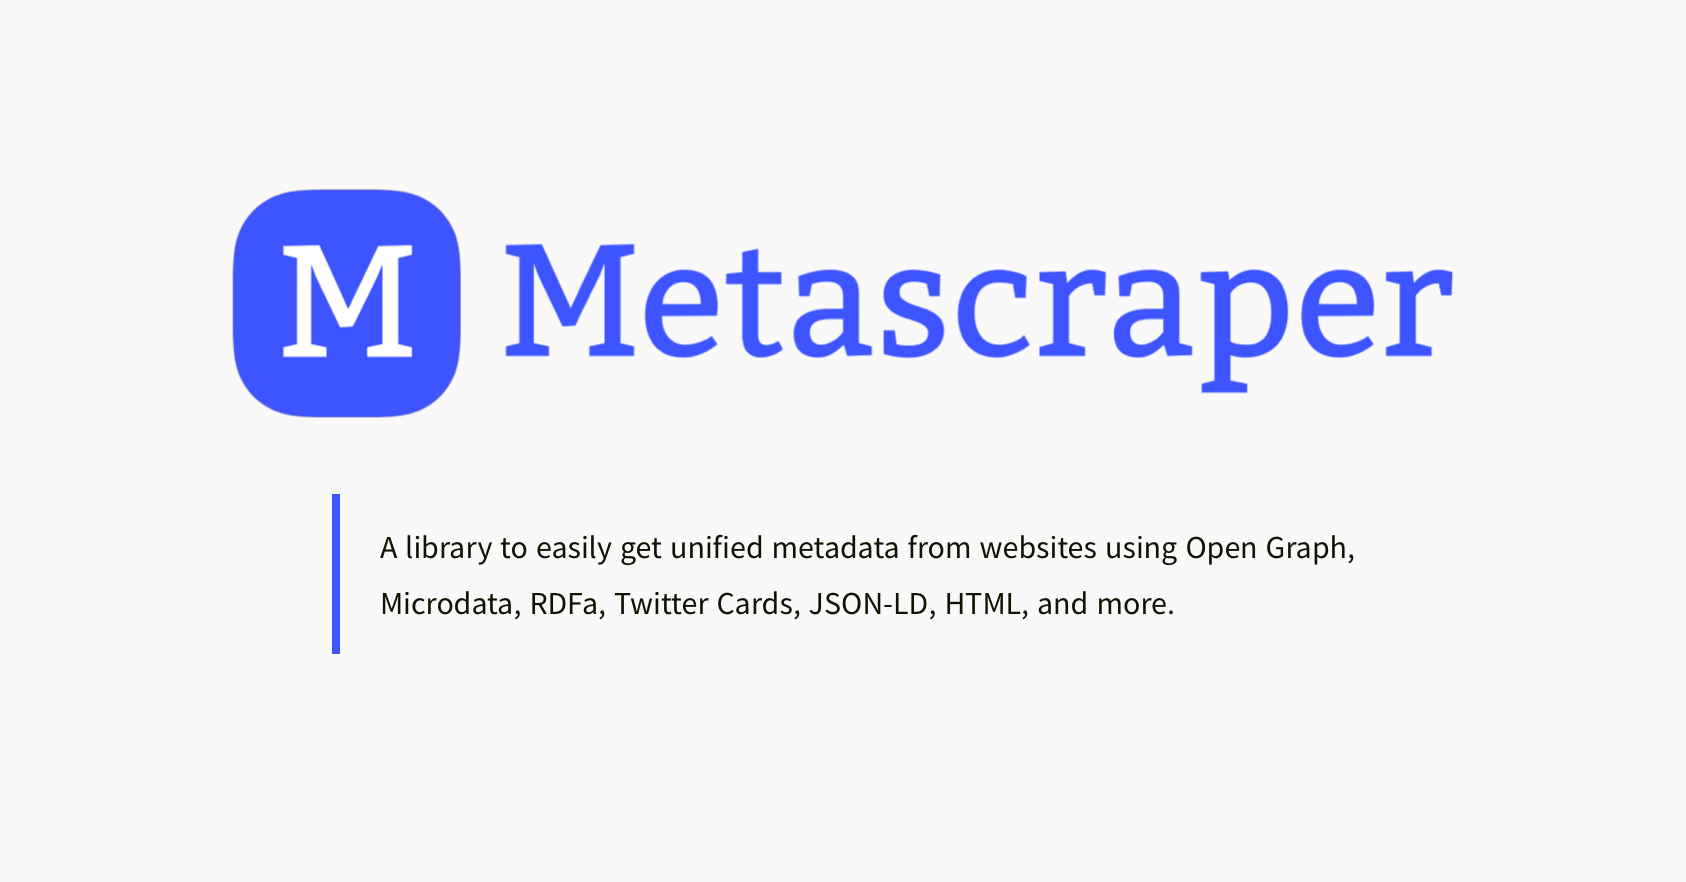 M Metascraper
A library to easily get unified metadata from websites using Open Graph,
Microdata, RDFa, Twitter Cards, JSON-LD, HTML, and more.